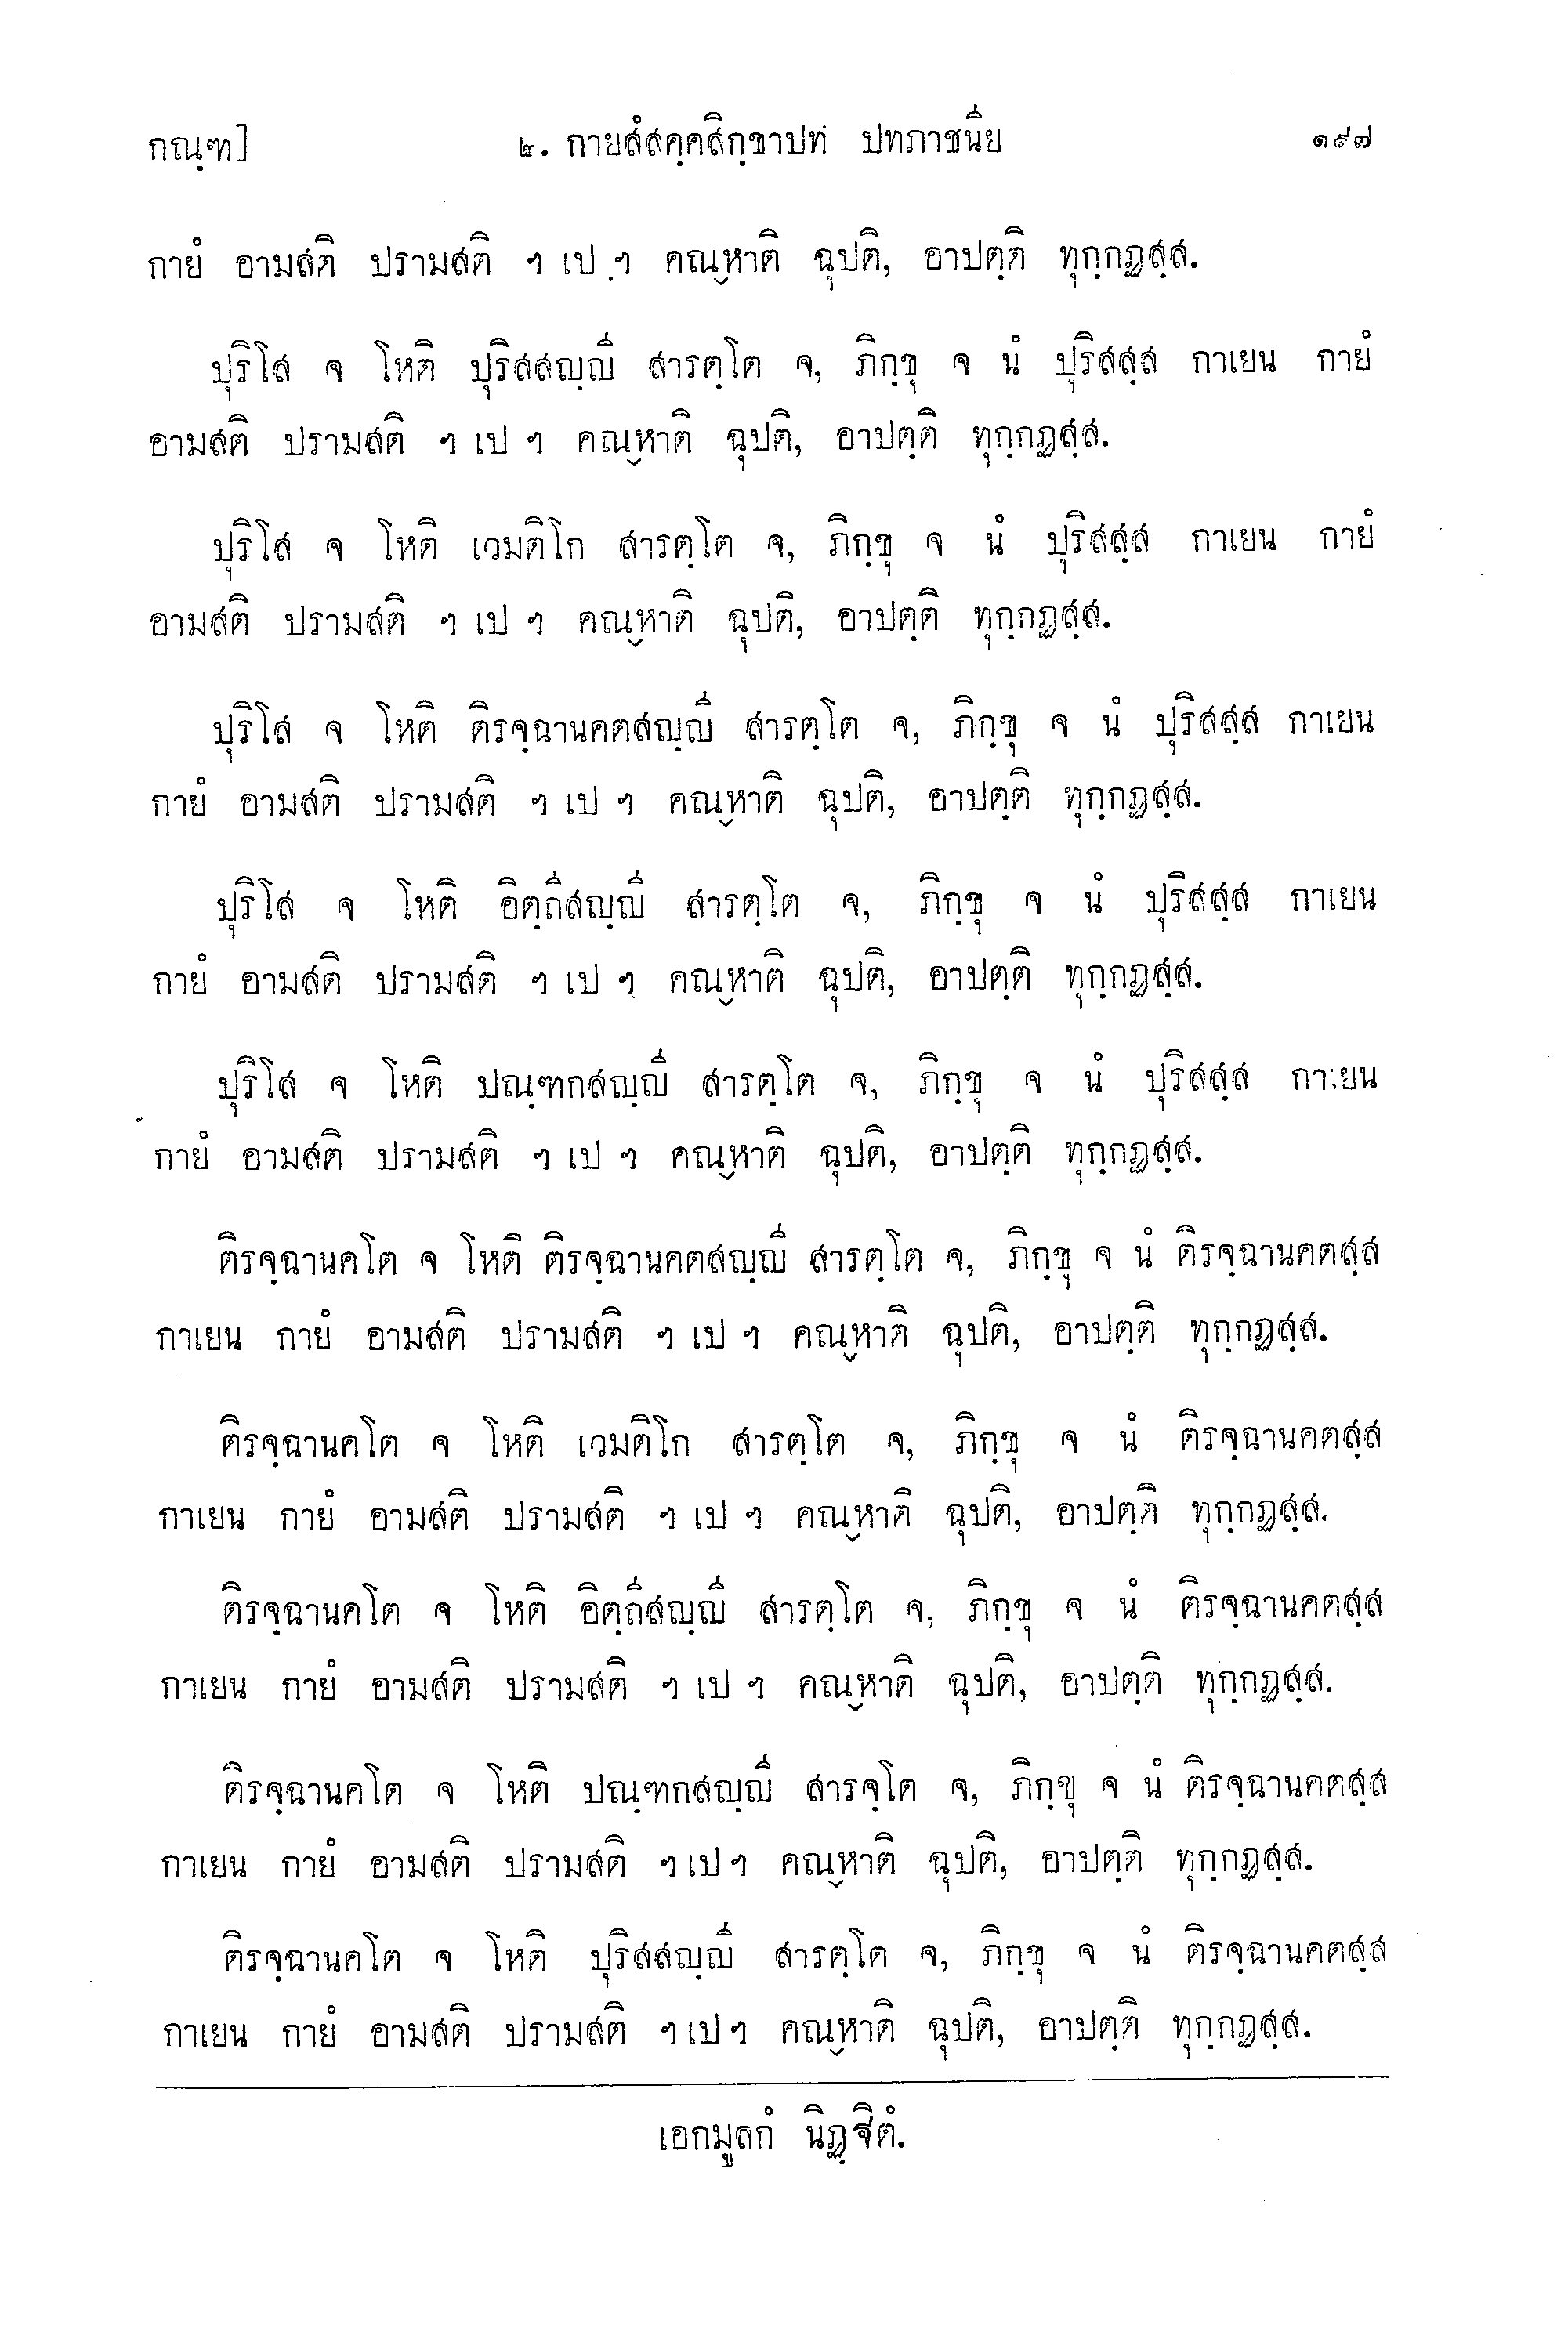 กณฺฑ] ๒. กายสํสคฺคสิกฺขาปทํ ปทภาชนีย ๑๙๗
กายํ อามสติ ปรามสติ ฯ เป ฯ คณฺหาติ ฉุปติ, อาปตฺติ ทุกฺกฏสฺส.
ปุริโส จ โหติ ปุริสสญฺญี สารตฺโต จ, ภิกฺขุ จ นํ ปุริสสฺส กาเยน กายํ
อามสติ ปรามสติ ฯ เป ฯ คณฺหาติ ฉุปติ, อาปตฺติ ทุกฺกฏสฺส.
ปุริโส จ โหติ เวมติโก สารตฺโต จ, ภิกฺขุ จ นํ ปุริสสฺส กาเยน กายํ
อามสติ ปรามสติ ฯ เป ฯ คณฺหาติ ฉุปติ, อาปตฺติ ทุกฺกฏสฺส.
ปุริโส จ โหติ ติรจฺฉานคตสญฺญี สารตฺโต จ, ภิกฺขุ จ นํ ปุริสสฺส กาเยน
กายํ อามสติ ปรามสติ ฯ เป ฯ คณฺหาติ ฉุปติ, อาปตฺติ ทุกฺกฏสฺส.
ปุริโส จ โหติ อิตฺถีสญฺญี สารตฺโต จ, ภิกฺขุ จ นํ ปุริสสฺส กาเยน
กายํ อามสติ ปรามสติ ฯ เป ฯ คณฺหาติ ฉุปติ, อาปตฺติ ทุกฺกฏสฺส.
ปุริโส จ โหติ ปณฺฑกสญฺญี สารตฺโต จ, ภิกฺขุ จ นํ ปุริสสฺส กาเยน
กายํ อามสติ ปรามสติ ฯ เป ฯ คณฺหาติ ฉุปติ, อาปตฺติ ทุกฺกฏสฺส.
ติรจฺฉานคโต จ โหติ ติรจฺฉานคตสญฺญี สารตฺโต จ, ภิกฺขุ จ นํ ติรจฺฉานคตสฺส
กาเยน กายํ อามสติ ปรามสติ ฯ เป ฯ คณฺหาติ ฉุปติ, อาปตฺติ ทุกฺกฏสฺส.
ติรจฺฉานคโต จ โหติ เวมติโก สารตฺโต จ, ภิกฺขุ จ นํ ติรจฺฉานคตสฺส
กาเยน กายํ อามสติ ปรามสติ ฯ เป ฯ คณฺหาติ ฉุปติ, อาปตฺติ ทุกฺกฏสฺส.
ติรจฺฉานคโต จ โหติ อิตฺถีสญฺญี สารตฺโต จ, ภิกฺขุ จ นํ ติรจฺฉานคตสฺส
กาเยน กายํ อามสติ ปรามสติ ฯ เป ฯ คณฺหาติ ฉุปติ, อาปตฺติ ทุกฺกฏสฺส.
ติรจฺฉานคโต จ โหติ ปณฺฑกสญฺญี สารจฺโต จ, ภิกฺขุ จ นํ ติรจฺฉานคตสฺส
กาเยน กายํ อามสติ ปรามสติ ฯ เป ฯ คณฺหาติ ฉุปติ, อาปตฺติ ทุกฺกฏสฺส.
ติรจฺฉานคโต จ โหติ ปุริสสญฺญี สารตฺโต จ, ภิกฺขุ จ นํ ติรจฺฉานคตสฺส
กาเยน กายํ อามสติ ปรามสติ ฯ เป ฯ คณฺหาติ ฉุปติ, อาปตฺติ ทุกฺกฏสฺส.
เอกมูลกํ นิฏฺฐิตํ.